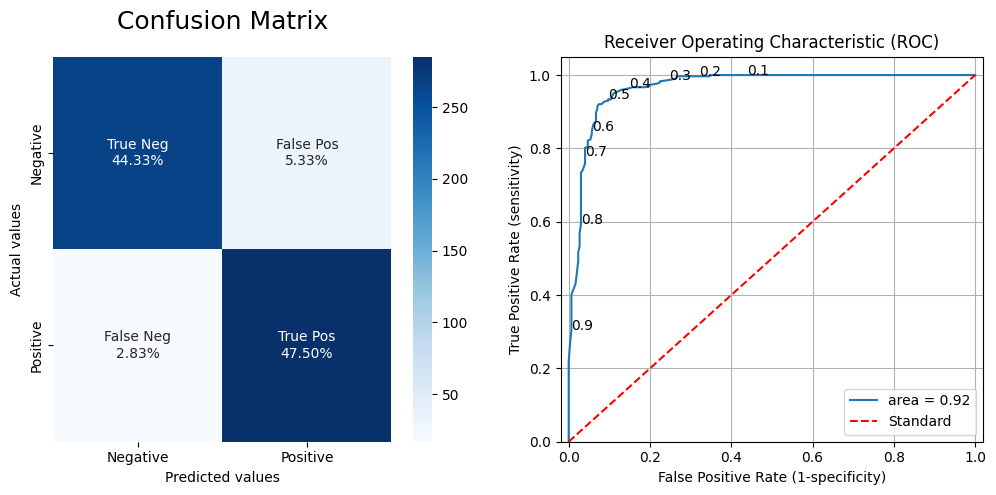 Confusion Matrix
True Neg
44.33%
False Pos
5.33%
False Neg
2.83%
True Pos
47.50%
Negative
Positive
Actual values
Negative
Positive
Predicted values
250
200
150
100
50
Receiver Operating Characteristic (ROC)
1.0
0.8
0.6
0.4
0.2
0.0
True Positive Rate (sensitivity)
0.1
0.2
0.3
0.4
0.5
0.6
0.7
0.8
0.9
area = 0.92
Standard
0.0
0.2
0.4
0.6
0.8
1.0
False Positive Rate (1-specificity)